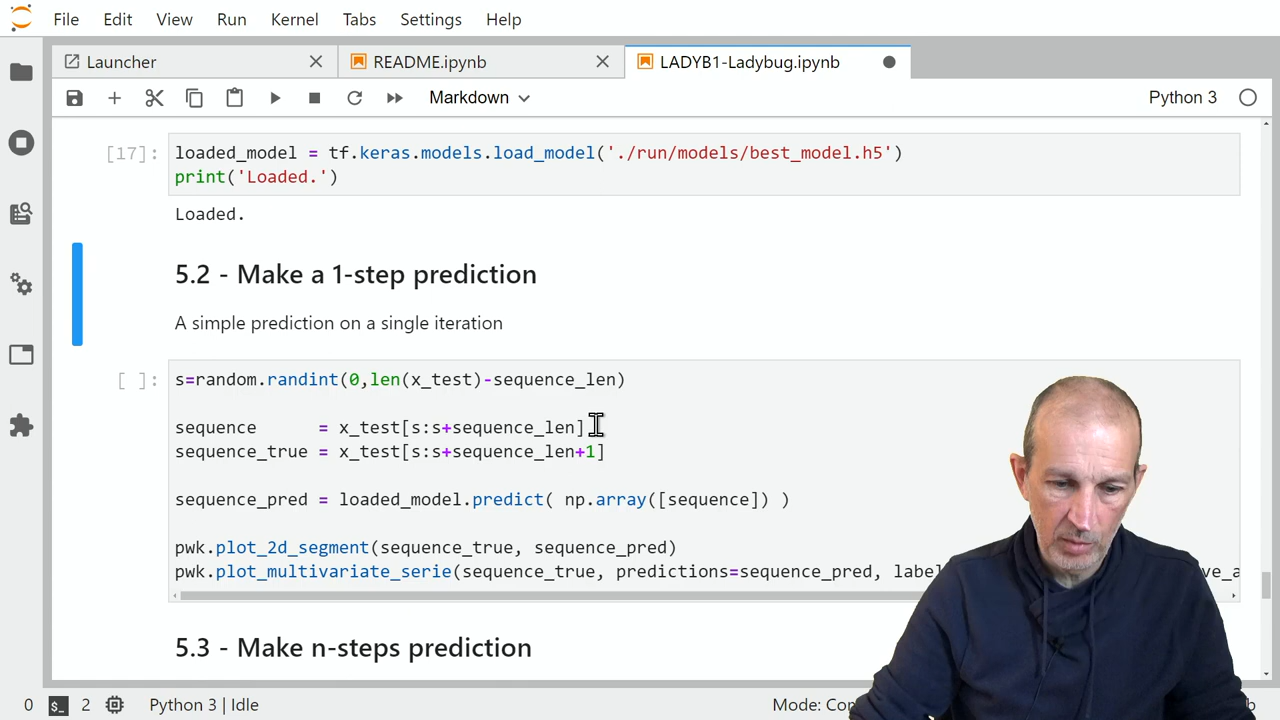 File Edit View Run Kernel Tabs Settings Help
Launcher README.ipynb LADYB1-Ladybug.ipynb
Markdown Python 3
[17]: loaded_model = tf.keras.models.load_model('./run/models/best_model.h5')
print('Loaded.')
Loaded.
5.2 - Make a 1-step prediction
A simple prediction on a single iteration
[ ]: s=random.randint(0,len(x_test)-sequence_len)
sequence = x_test[s:s+sequence_len]
sequence_true = x_test[s:s+sequence_len+1]
sequence_pred = loaded_model.predict( np.array([sequence]) )
pwk.plot_2d_segment(sequence_true, sequence_pred)
pwk.plot_multivariate_serie(sequence_true, predictions=sequence_pred, label ve_a
5.3 - Make n-steps prediction
0 $_ 2 Python 3 | Idle Mode: Con b